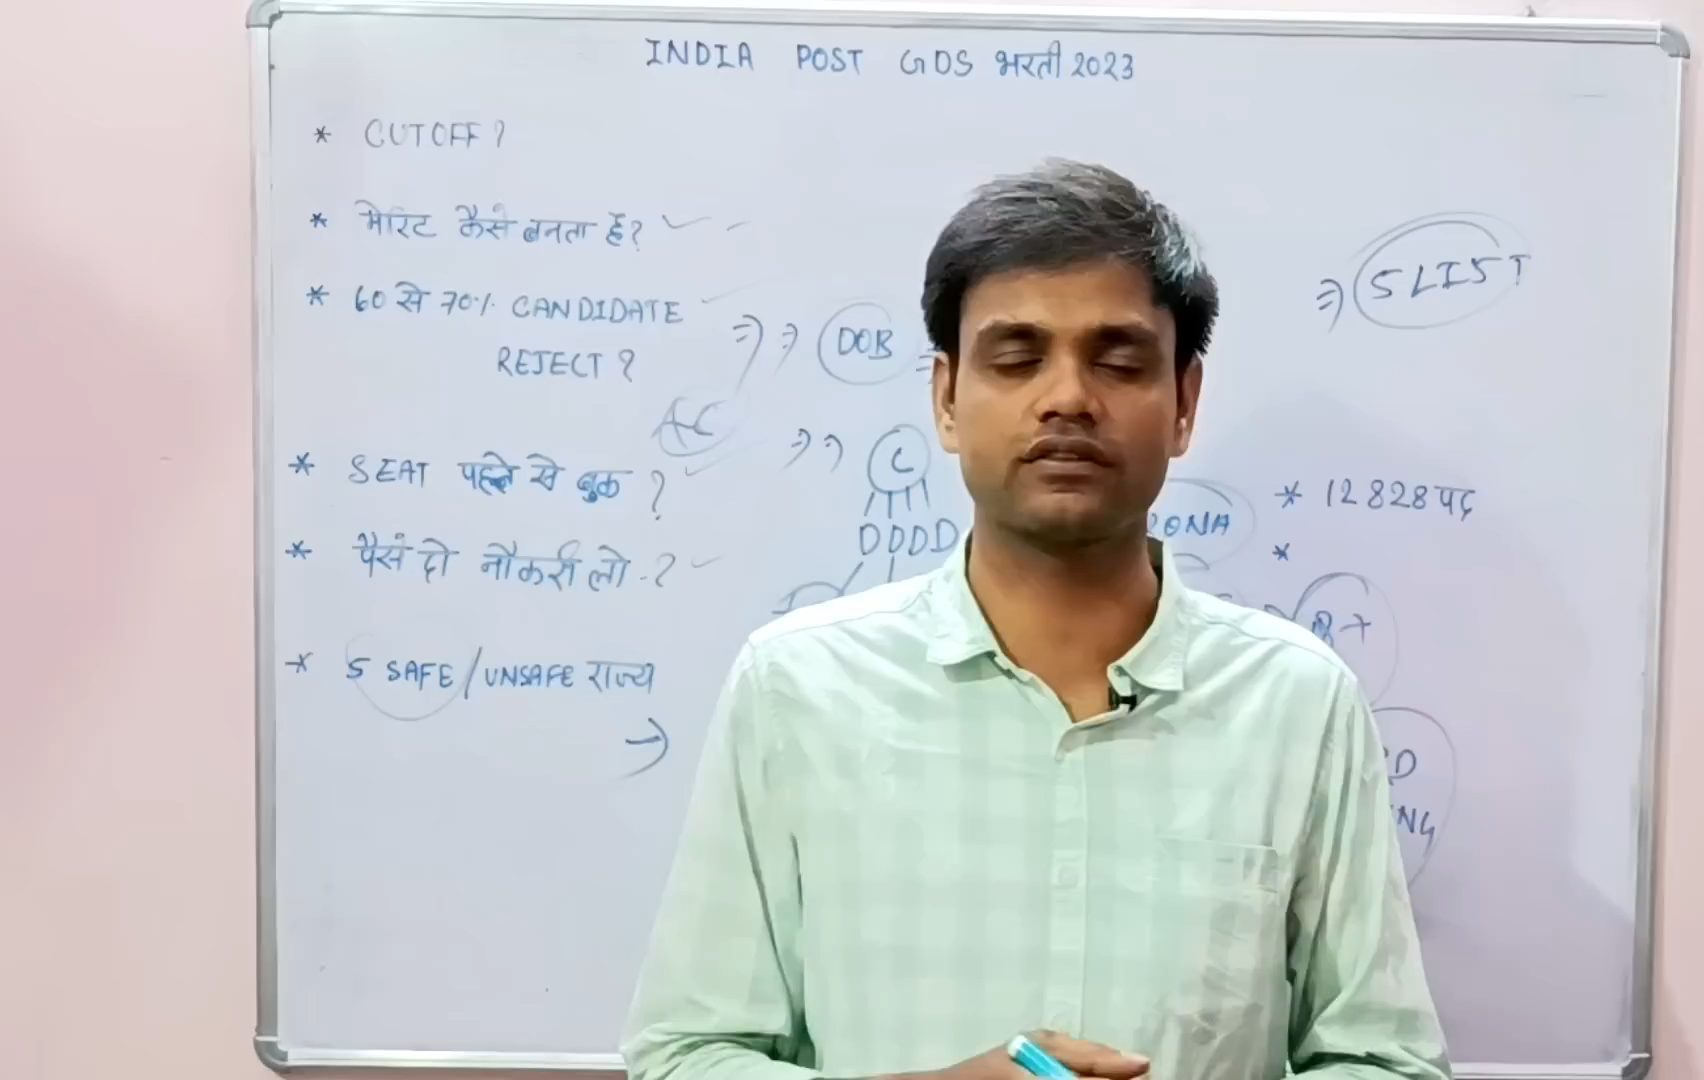 INDIA POST GDS भरती 2023
* CUTOFF ?
* मेरिट कैसे बनता है?
* 60 से 70% CANDIDATE
REJECT ?
* SEAT पहले से बुक ?
* पैसे दो नौकरी लो - ?
* 5 SAFE / UNSAFE राज्य
→
⇒ DOB
C
DDDD
⇒ 5 LIST
* 12828 पद
*